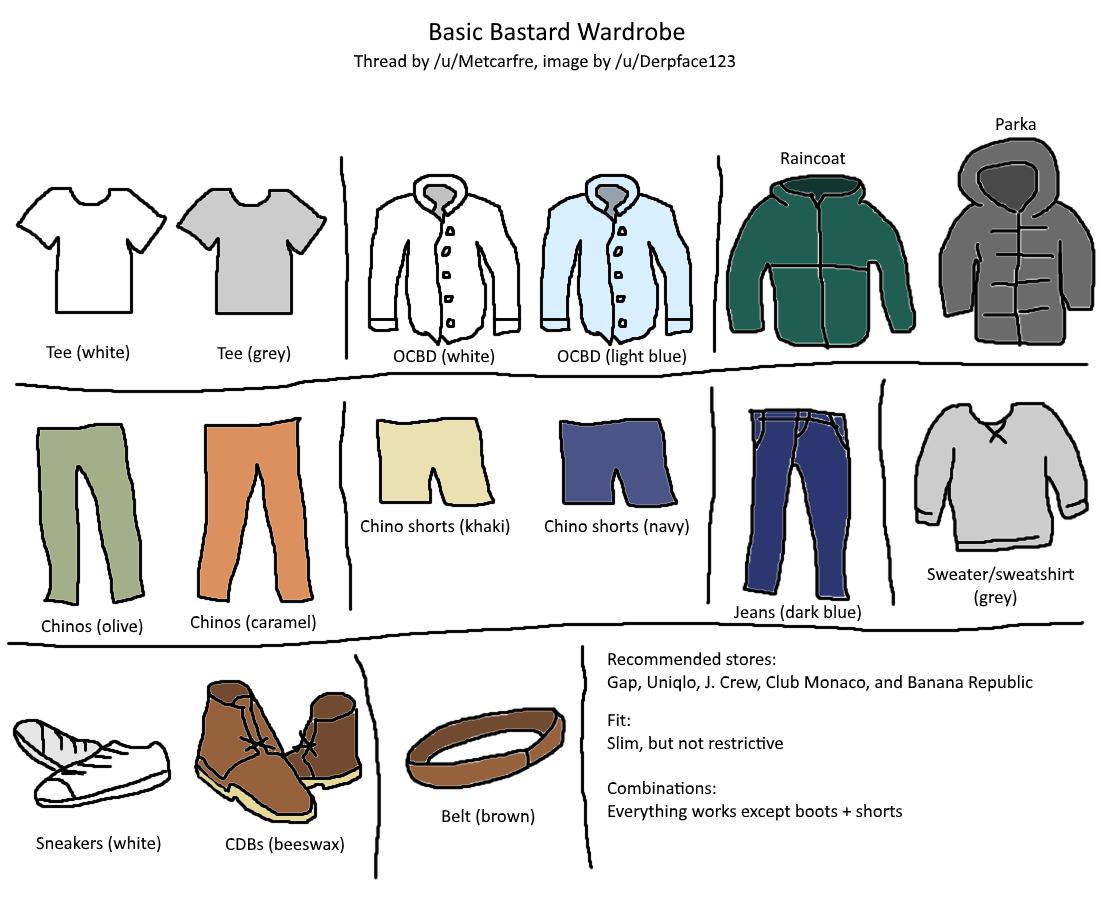 Basic Bastard Wardrobe
Thread by /u/Metcarfre, image by /u/Derpface123
Parka
Raincoat
Tee (white)
Tee (grey)
OCBD (white)
OCBD (light blue)
Chino shorts (khaki)
Chino shorts (navy)
Sweater/sweatshirt
(grey)
Chinos (olive)
Chinos (caramel)
Jeans (dark blue)
Recommended stores:
Gap, Uniqlo, J. Crew, Club Monaco, and Banana Republic
Fit:
Slim, but not restrictive
Combinations:
Everything works except boots + shorts
Sneakers (white)
CDBs (beeswax)
Belt (brown)